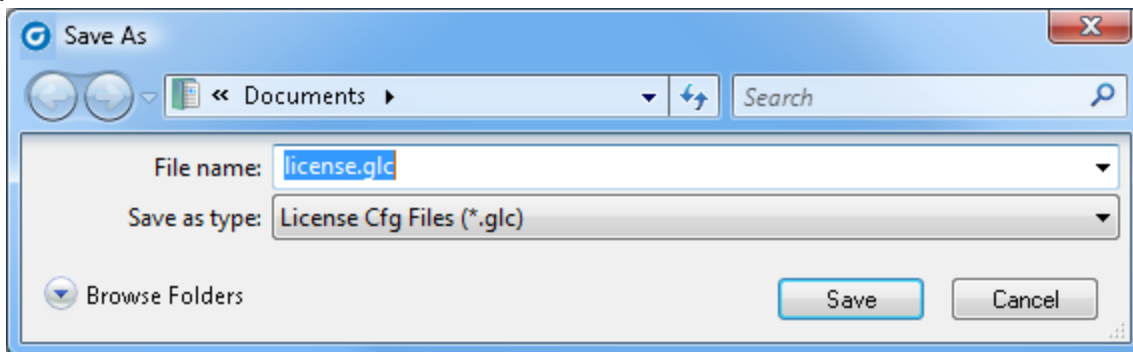 Save As
« Documents ▸ Search
File name: license.glc
Save as type: License Cfg Files (*.glc)
Browse Folders Save Cancel